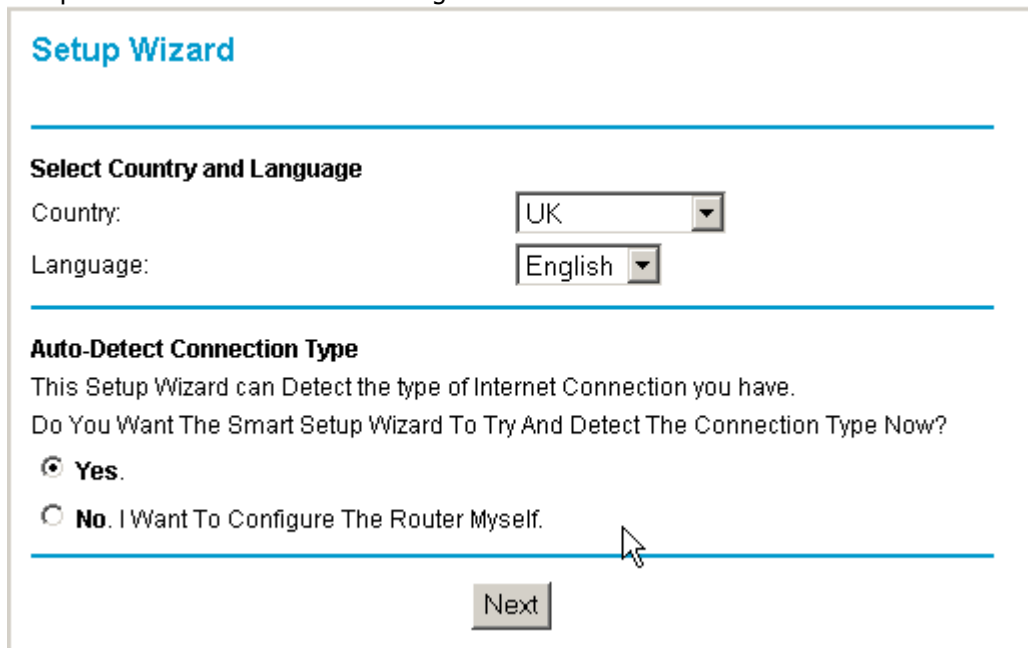 Setup Wizard
Select Country and Language
Country: UK
Language: English
Auto-Detect Connection Type
This Setup Wizard can Detect the type of Internet Connection you have.
Do You Want The Smart Setup Wizard To Try And Detect The Connection Type Now?
Yes.
No. I Want To Configure The Router Myself.
Next